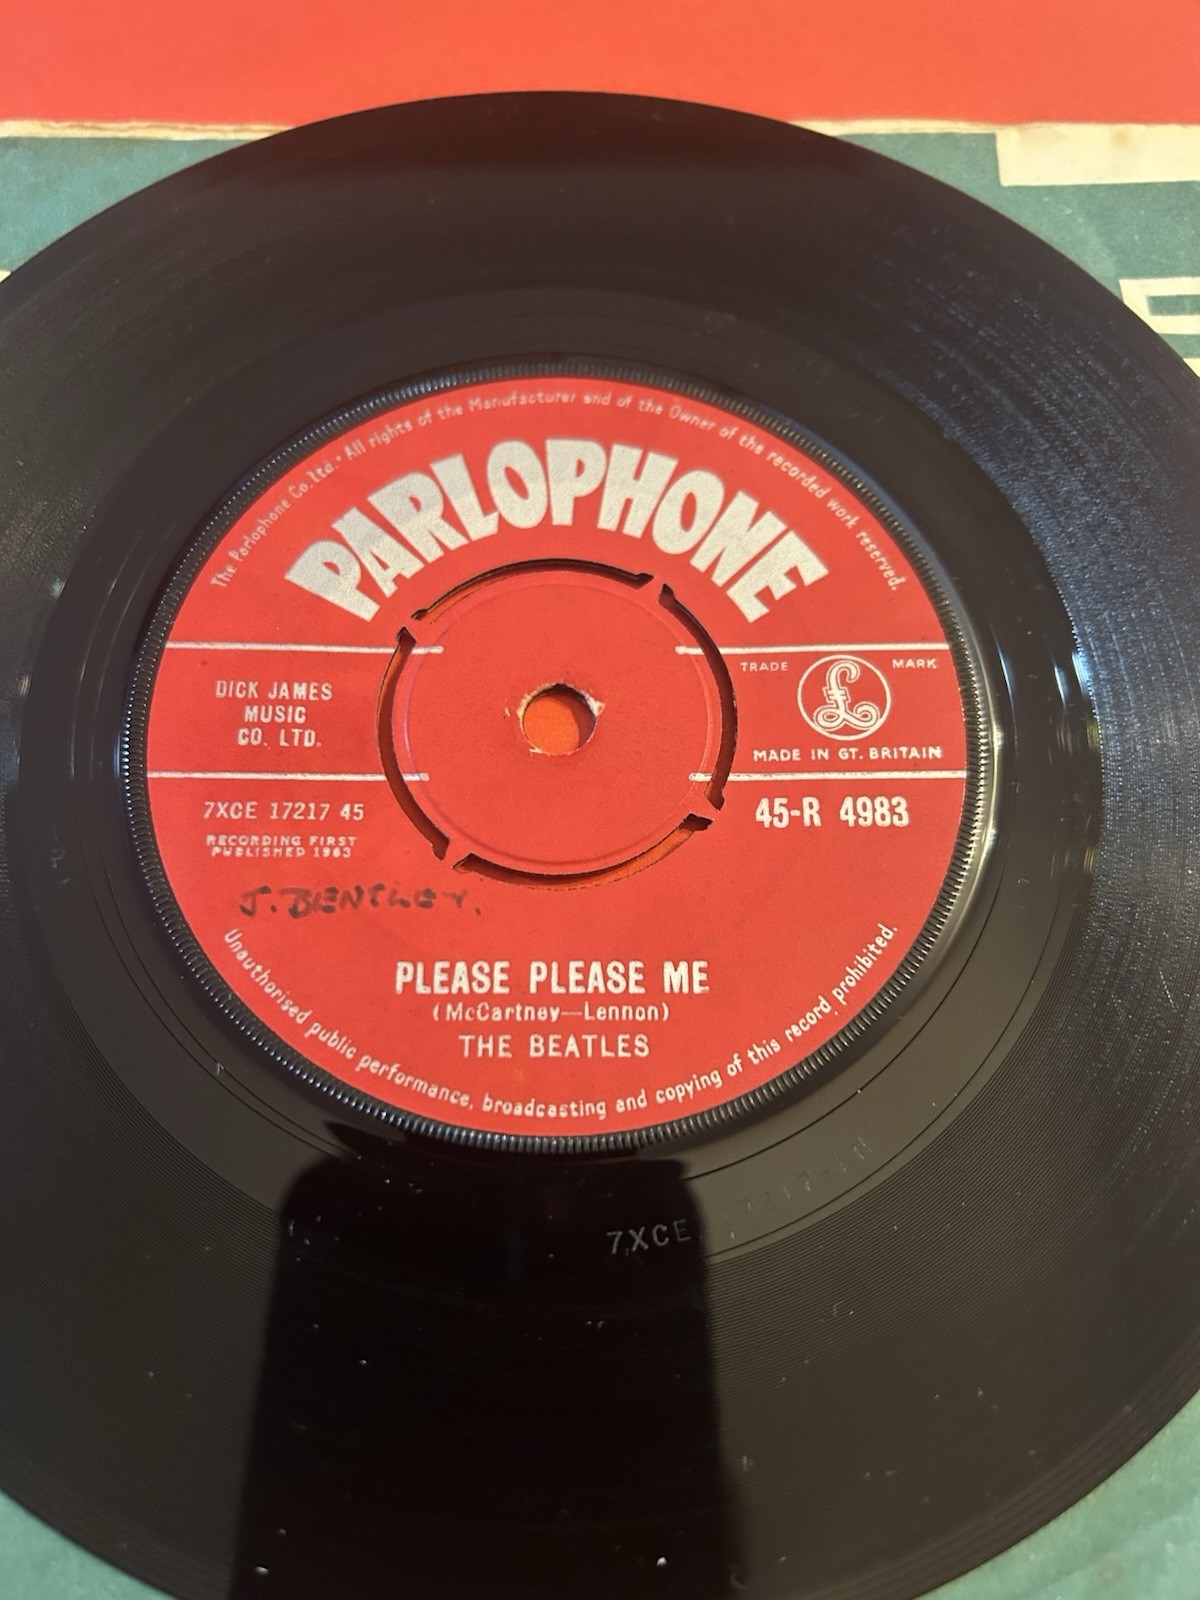 The Parlophone Co. Ltd. · All rights of the Manufacturer and of the Owner of the recorded work reserved.
PARLOPHONE
DICK JAMES
MUSIC
CO. LTD.
TRADE MARK
£
MADE IN GT. BRITAIN
7XCE 17217 45
RECORDING FIRST
PUBLISHED 1963
45-R 4983
J. BENTLEY.
PLEASE PLEASE ME
(McCartney—Lennon)
THE BEATLES
Unauthorised public performance, broadcasting and copying of this record prohibited.
7XCE